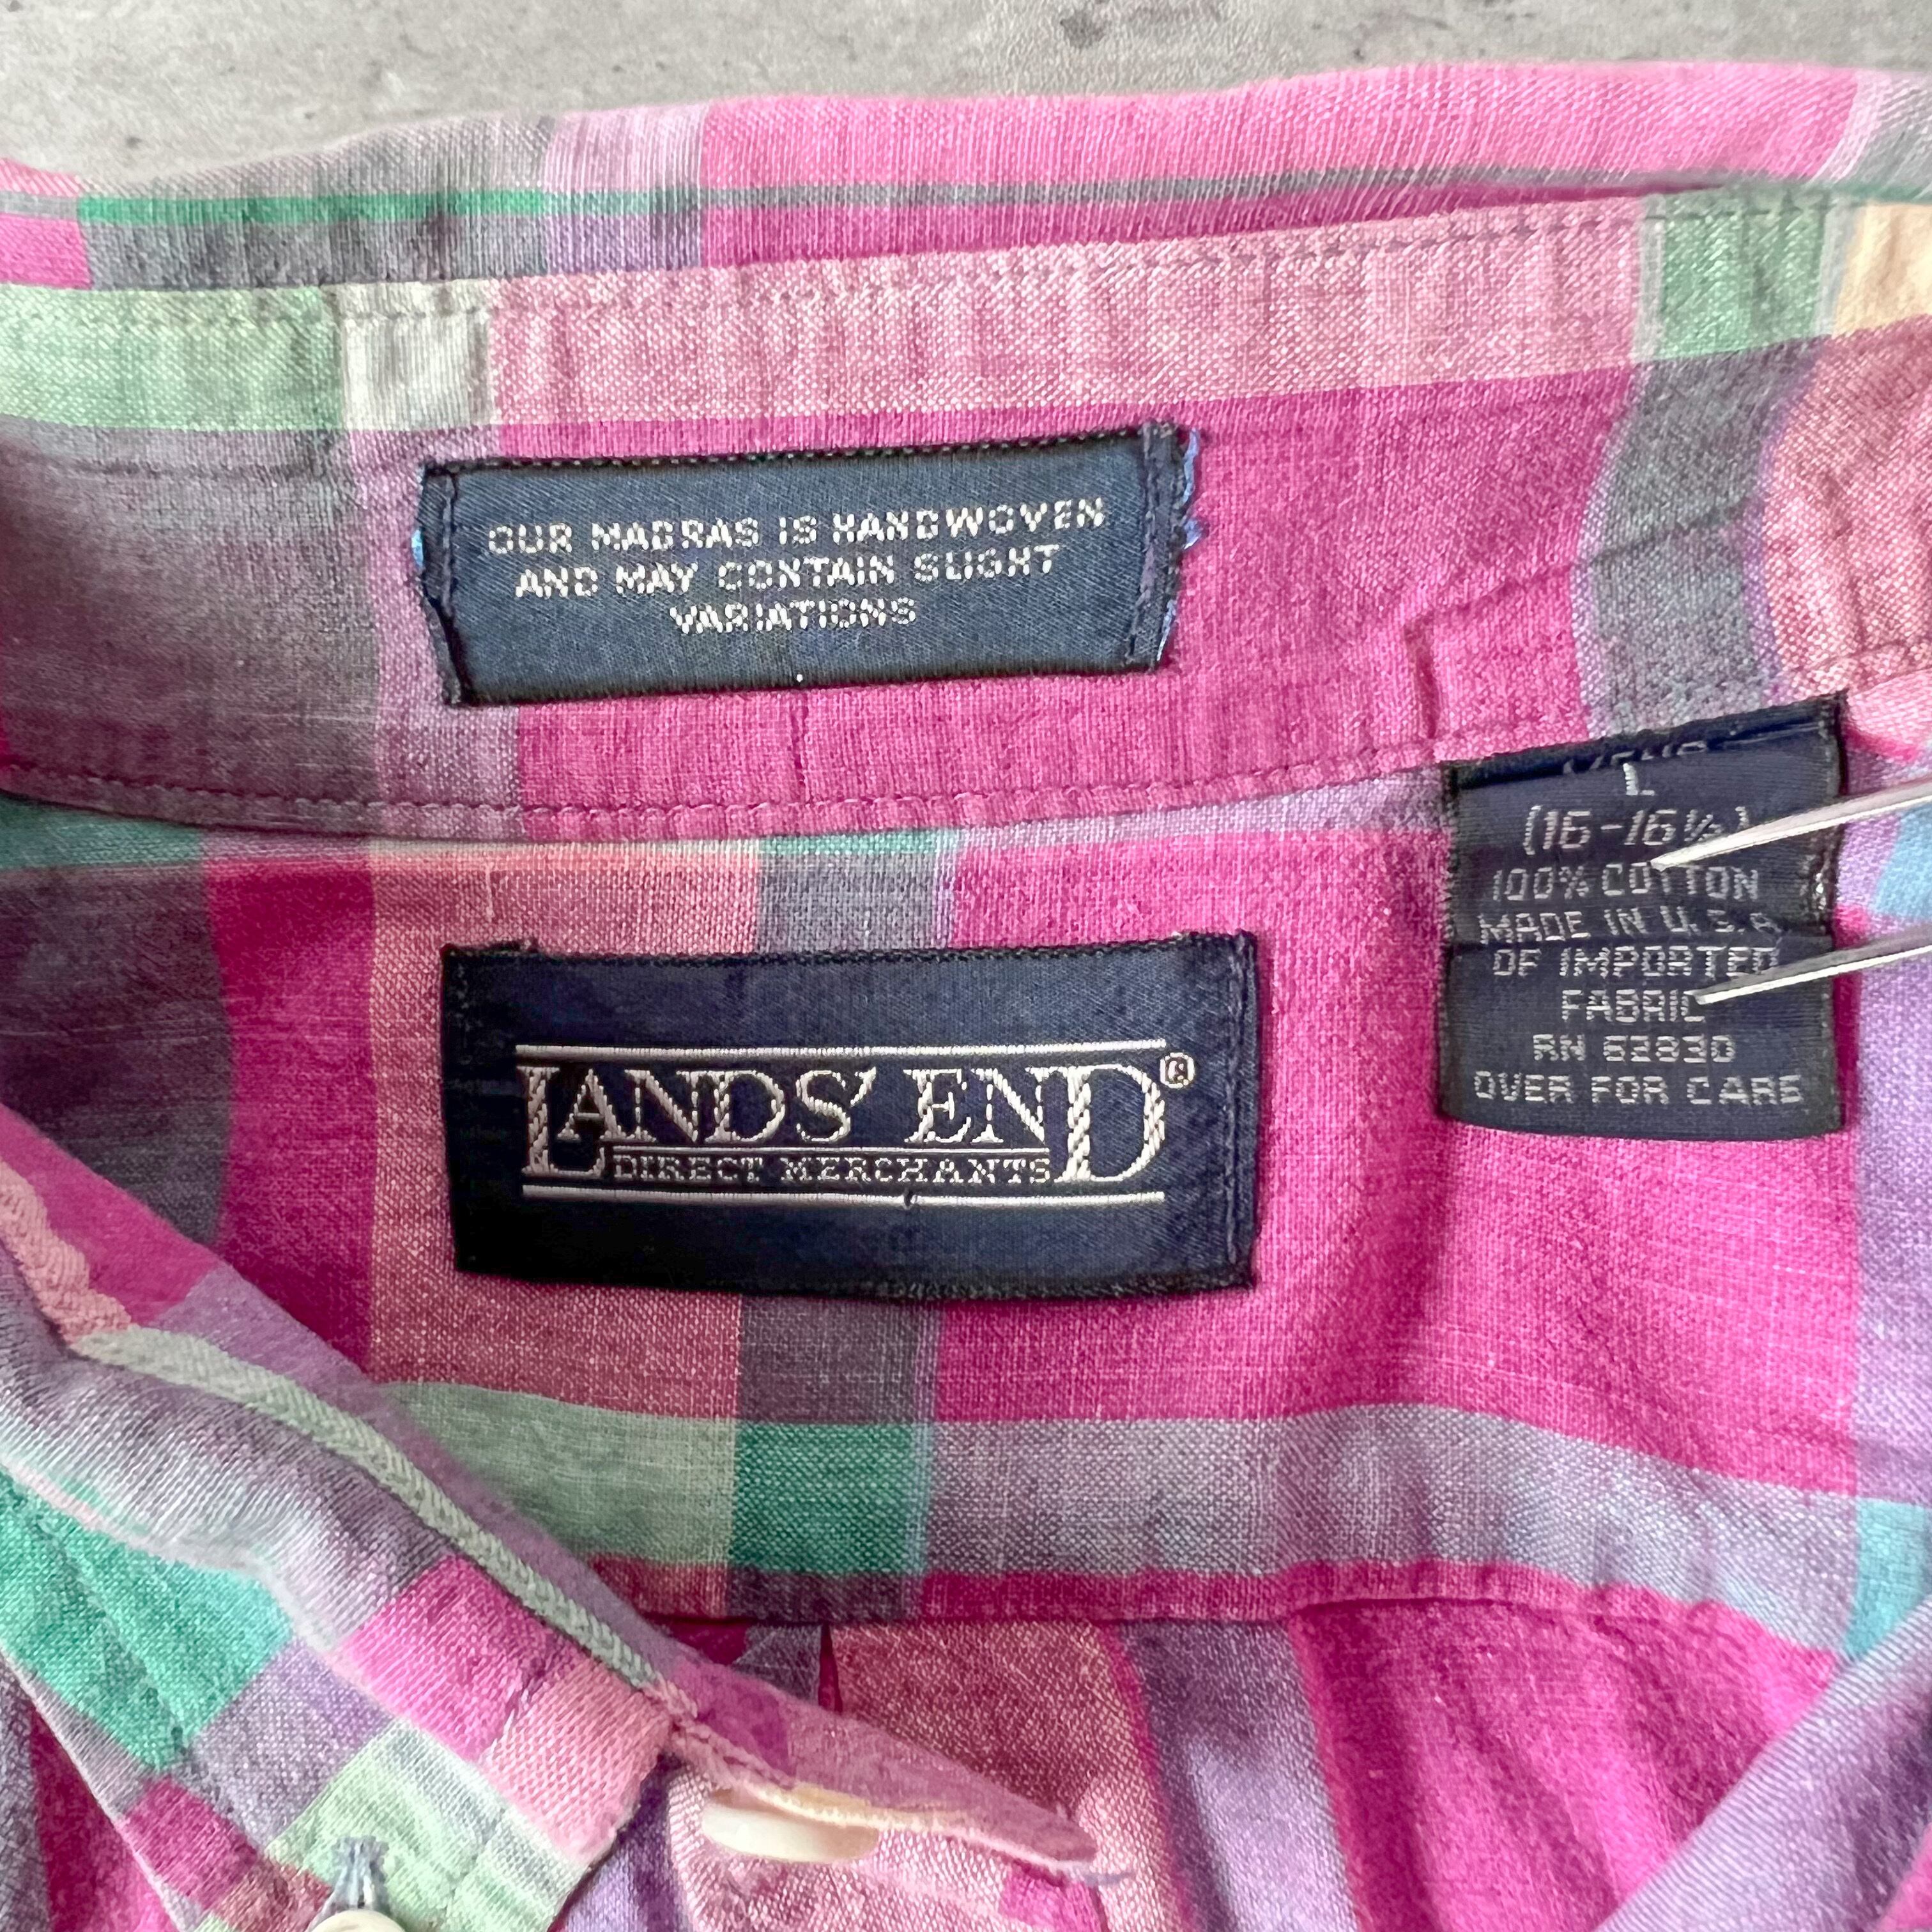 OUR MADRAS IS HANDWOVEN
AND MAY CONTAIN SLIGHT
VARIATIONS
L
(16-16½)
100% COTTON
MADE IN U.S.A
OF IMPORTED
FABRIC
RN 62830
OVER FOR CARE
LANDS' END®
DIRECT MERCHANTS